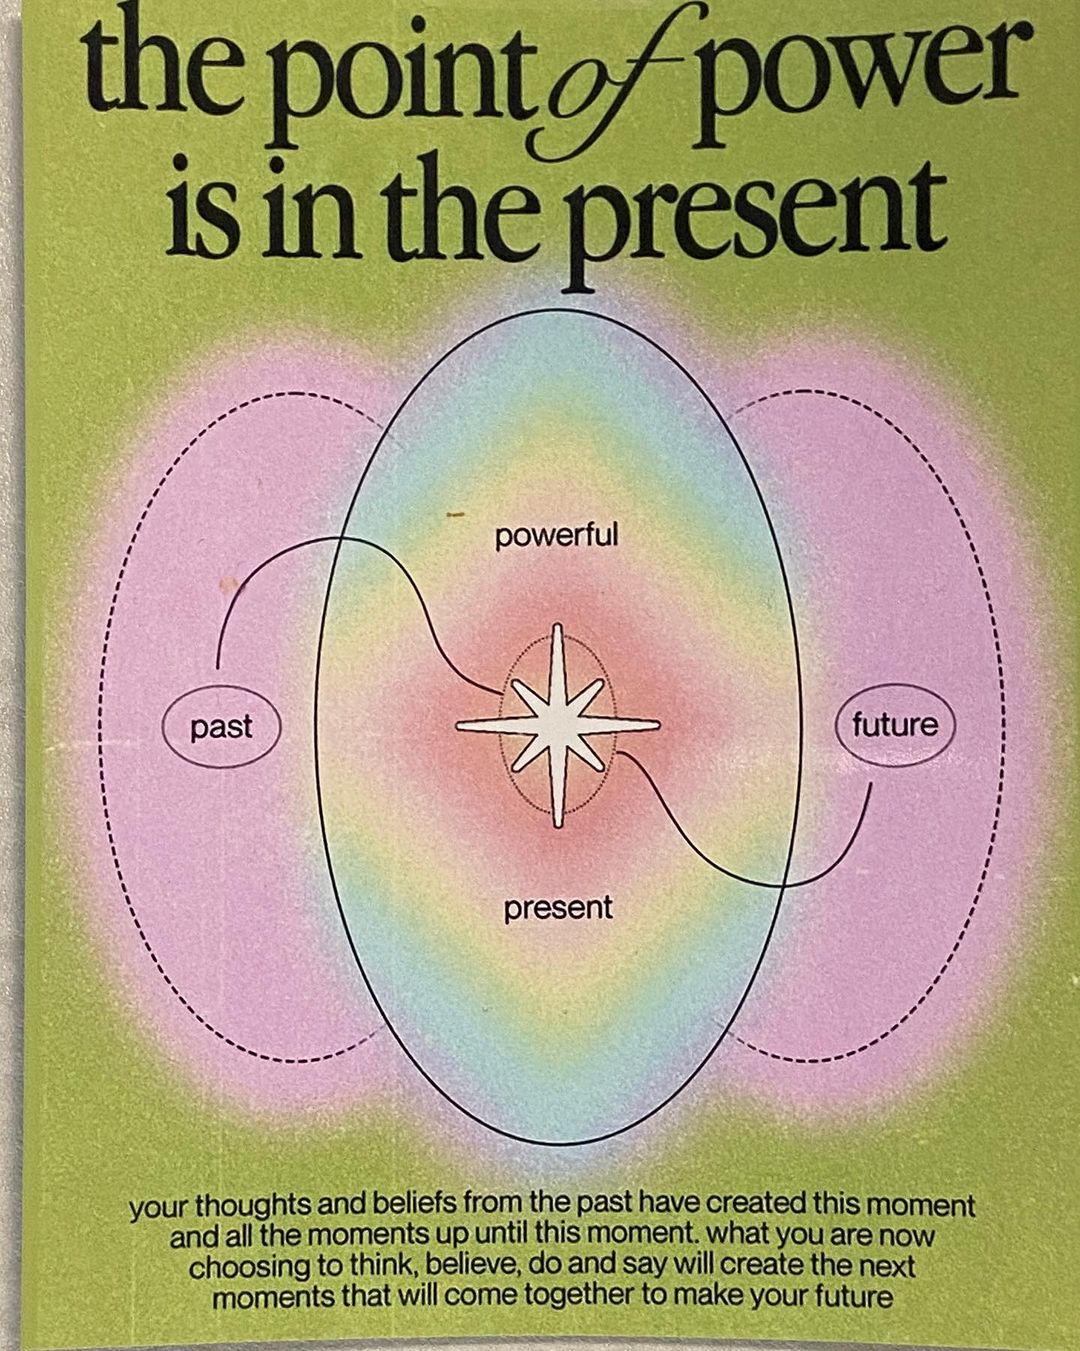 the point of power
is in the present
powerful
past
future
present
your thoughts and beliefs from the past have created this moment
and all the moments up until this moment. what you are now
choosing to think, believe, do and say will create the next
moments that will come together to make your future